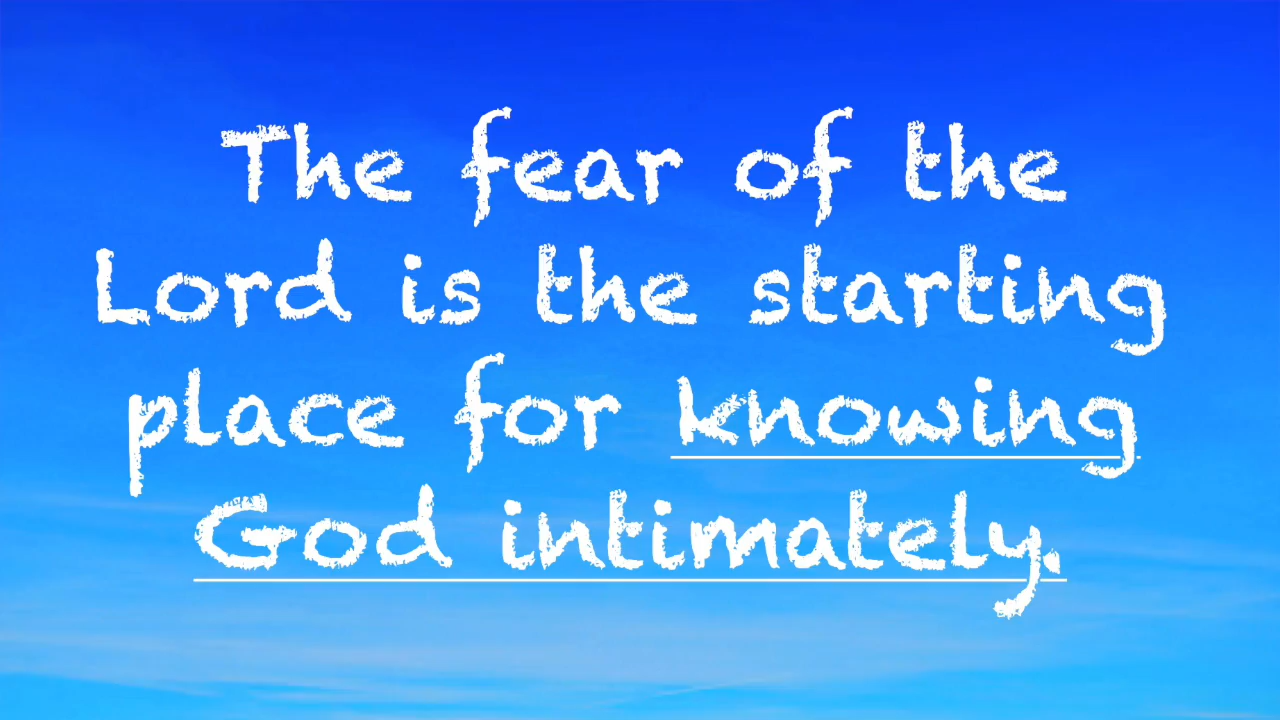 The fear of the
Lord is the starting
place for knowing
God intimately.